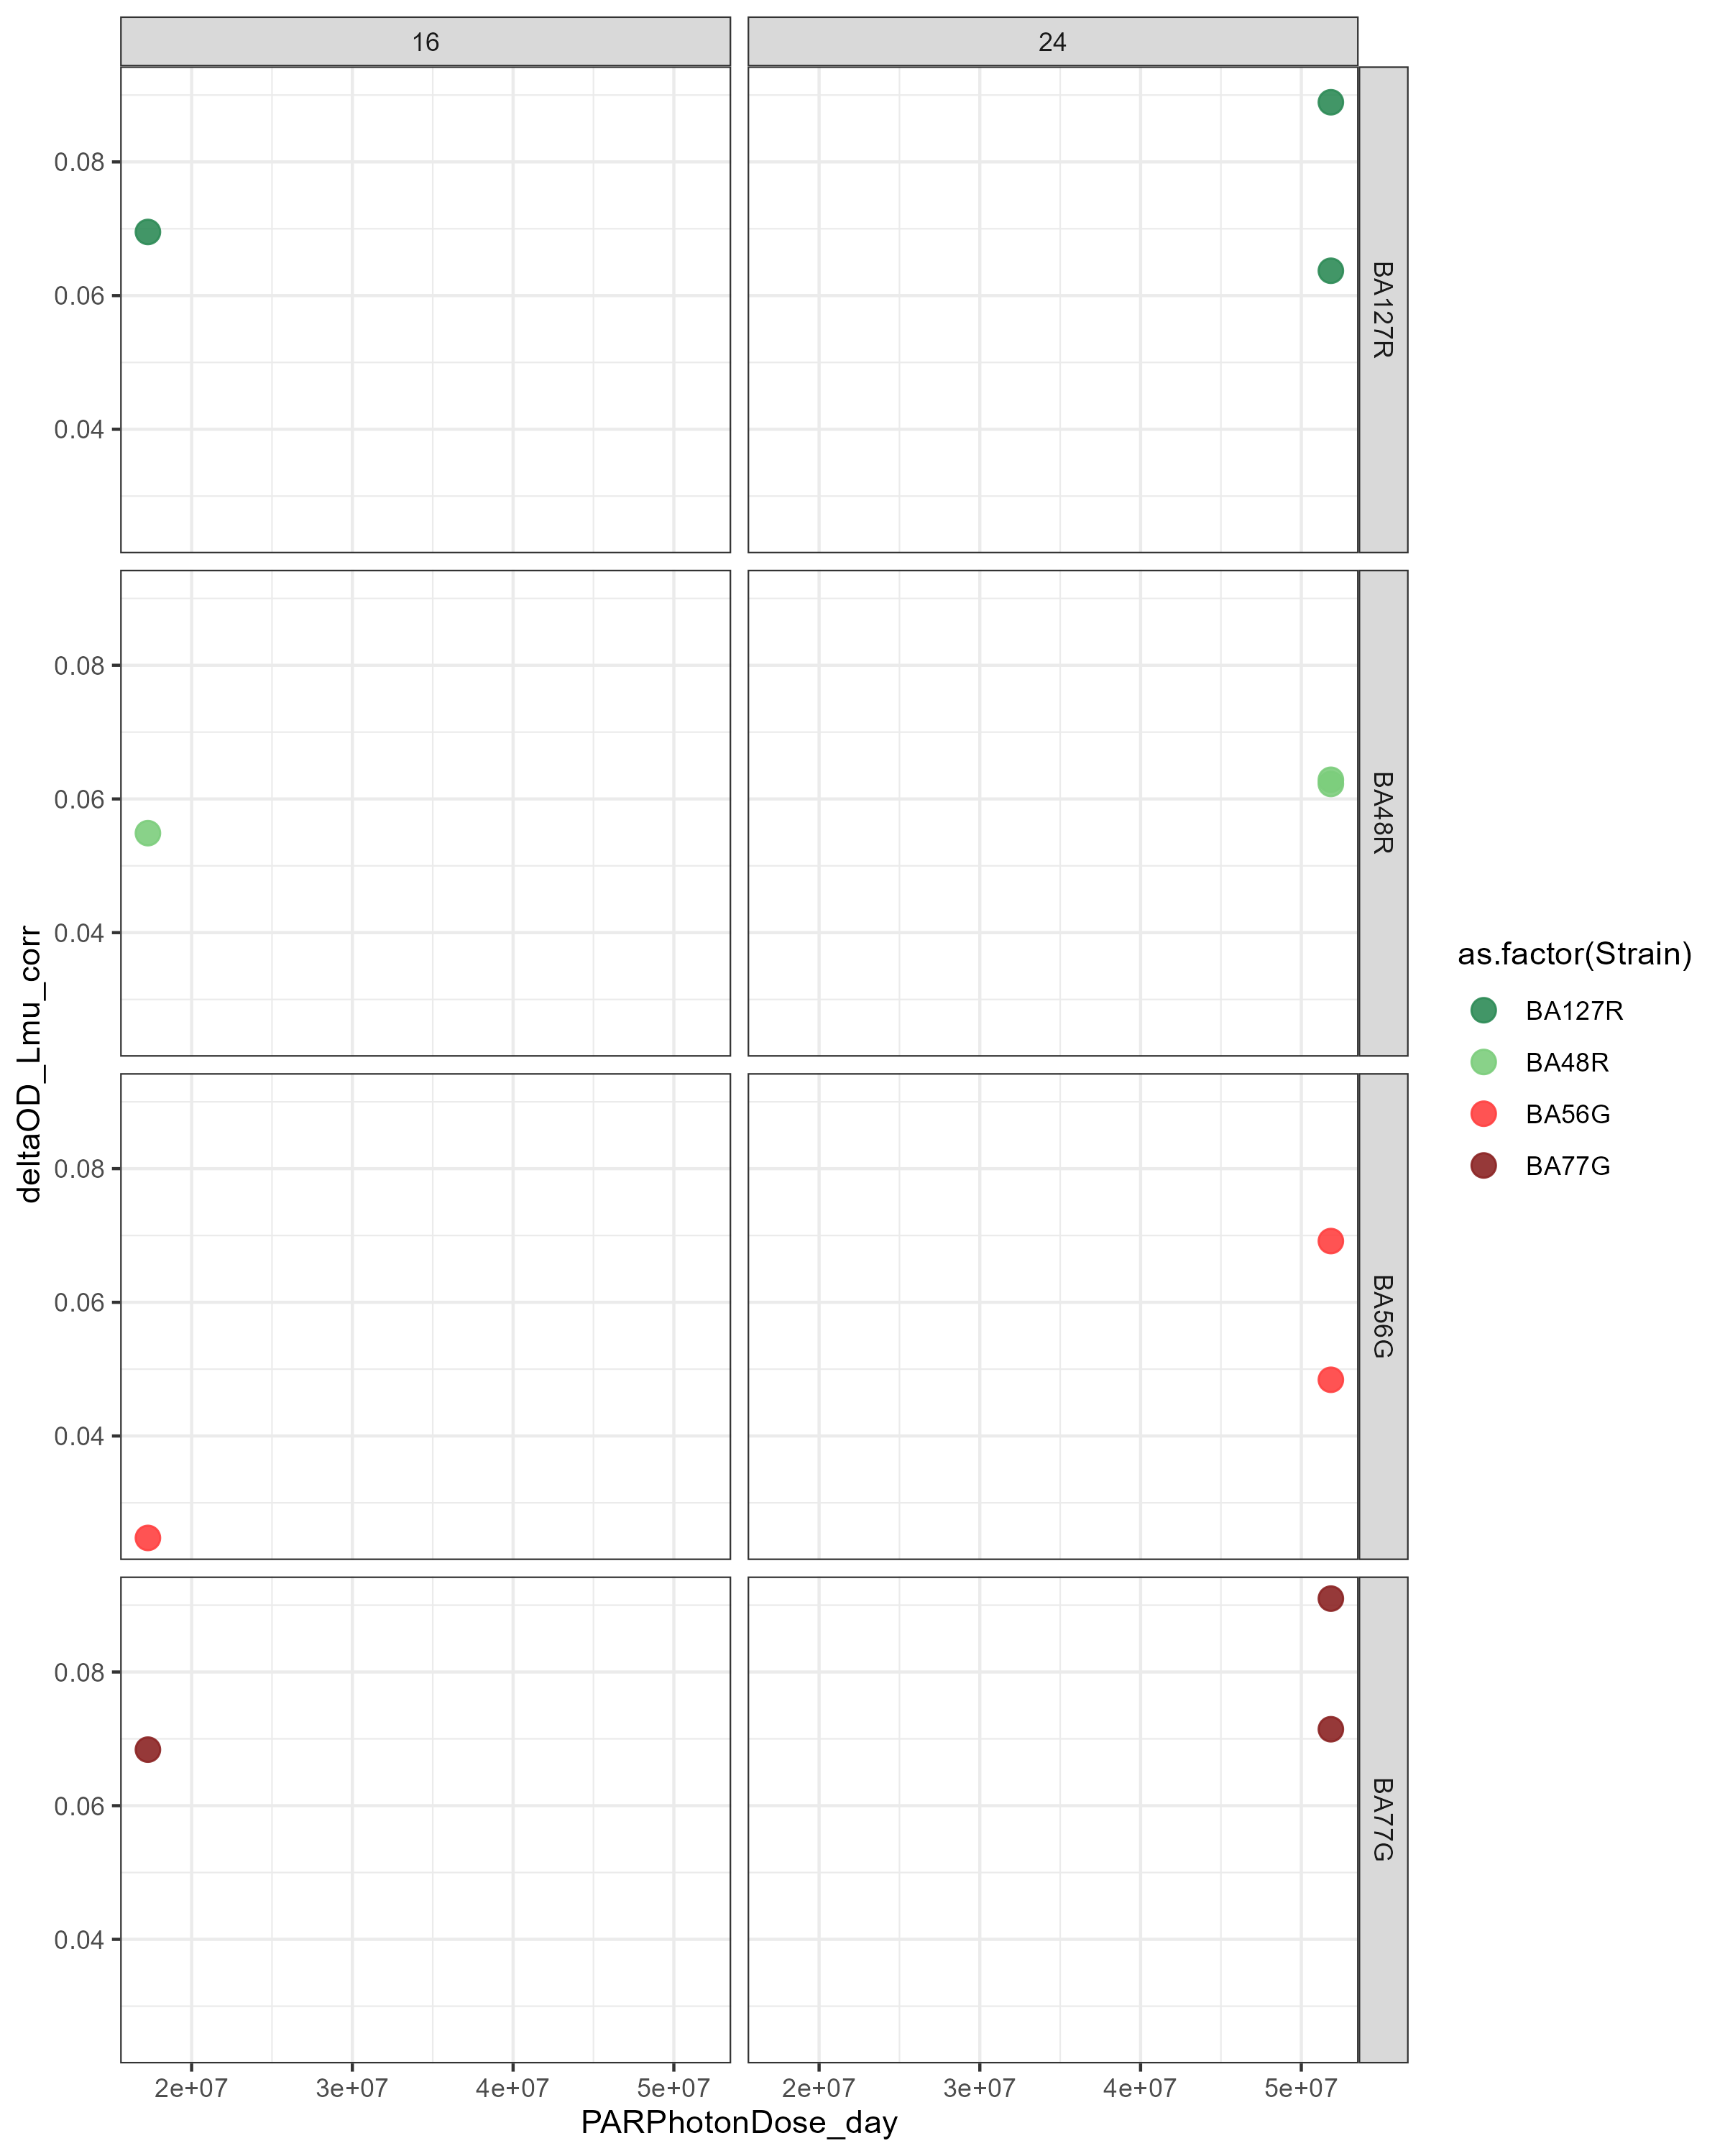 16
24
0.08
0.06
0.04
BA127R
0.08
0.06
0.04
BA48R
0.08
0.06
0.04
BA56G
0.08
0.06
0.04
BA77G
2e+07 3e+07 4e+07 5e+07
2e+07 3e+07 4e+07 5e+07
PARPhotonDose_day
deltaOD_Lmu_corr
as.factor(Strain)
BA127R
BA48R
BA56G
BA77G